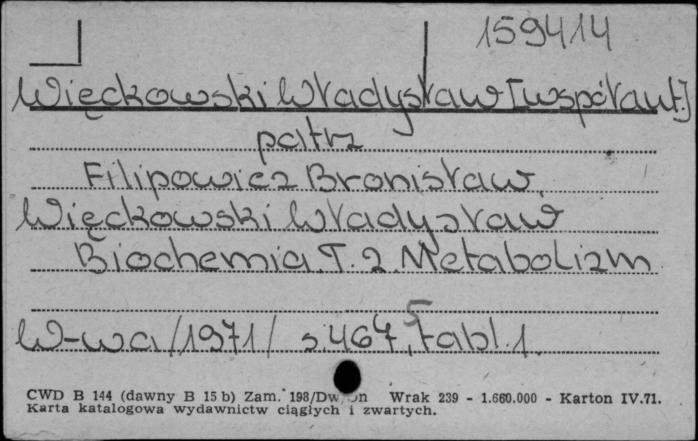 159414
Więckowski Władysław [współaut.]
patrz
Filipowicz Bronisław,
Więckowski Władysław
Biochemia. T. 2. Metabolizm
5
W-wa /1971/ s. 467, tabl. 1.
CWD B 144 (dawny B 15 b) Zam. 198/Dw Wrak 239 - 1.660.000 - Karton IV.71.
Karta katalogowa wydawnictw ciągłych i zwartych.